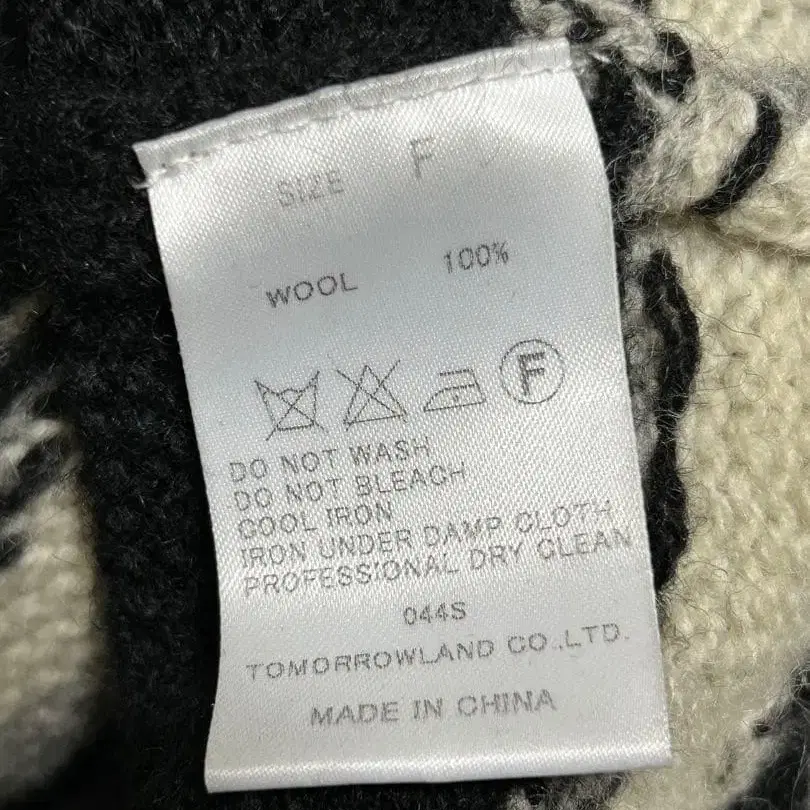 SIZE F
WOOL 100%
F
DO NOT WASH
DO NOT BLEACH
COOL IRON
IRON UNDER DAMP CLOTH
PROFESSIONAL DRY CLEAN
044S
TOMORROWLAND CO.,LTD.
MADE IN CHINA